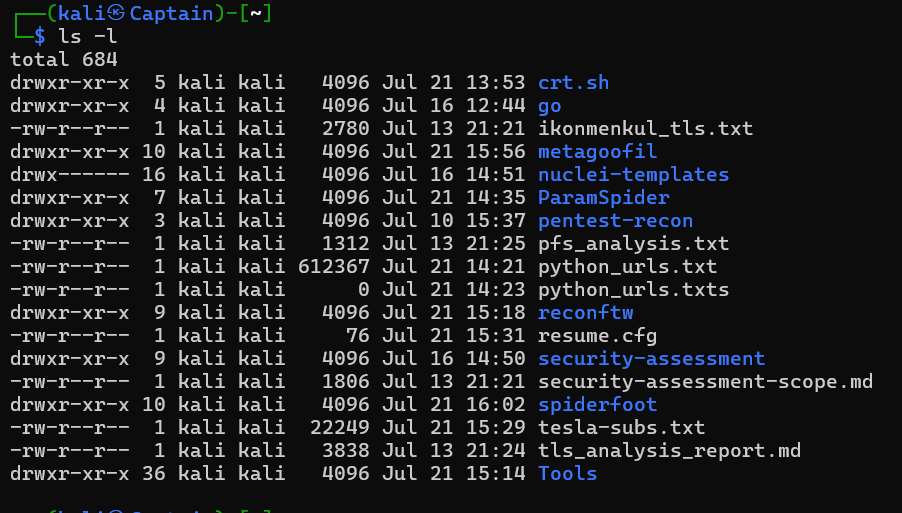 ┌──(kali㉿Captain)-[~]
└─$ ls -l
total 684
drwxr-xr-x  5 kali kali   4096 Jul 21 13:53 crt.sh
drwxr-xr-x  4 kali kali   4096 Jul 16 12:44 go
-rw-r--r--  1 kali kali   2780 Jul 13 21:21 ikonmenkul_tls.txt
drwxr-xr-x 10 kali kali   4096 Jul 21 15:56 metagoofil
drwx------ 16 kali kali   4096 Jul 16 14:51 nuclei-templates
drwxr-xr-x  7 kali kali   4096 Jul 21 14:35 ParamSpider
drwxr-xr-x  3 kali kali   4096 Jul 10 15:37 pentest-recon
-rw-r--r--  1 kali kali   1312 Jul 13 21:25 pfs_analysis.txt
-rw-r--r--  1 kali kali 612367 Jul 21 14:21 python_urls.txt
-rw-r--r--  1 kali kali      0 Jul 21 14:23 python_urls.txts
drwxr-xr-x  9 kali kali   4096 Jul 21 15:18 reconftw
-rw-r--r--  1 kali kali     76 Jul 21 15:31 resume.cfg
drwxr-xr-x  9 kali kali   4096 Jul 16 14:50 security-assessment
-rw-r--r--  1 kali kali   1806 Jul 13 21:21 security-assessment-scope.md
drwxr-xr-x 10 kali kali   4096 Jul 21 16:02 spiderfoot
-rw-r--r--  1 kali kali  22249 Jul 21 15:29 tesla-subs.txt
-rw-r--r--  1 kali kali   3838 Jul 13 21:24 tls_analysis_report.md
drwxr-xr-x 36 kali kali   4096 Jul 21 15:14 Tools